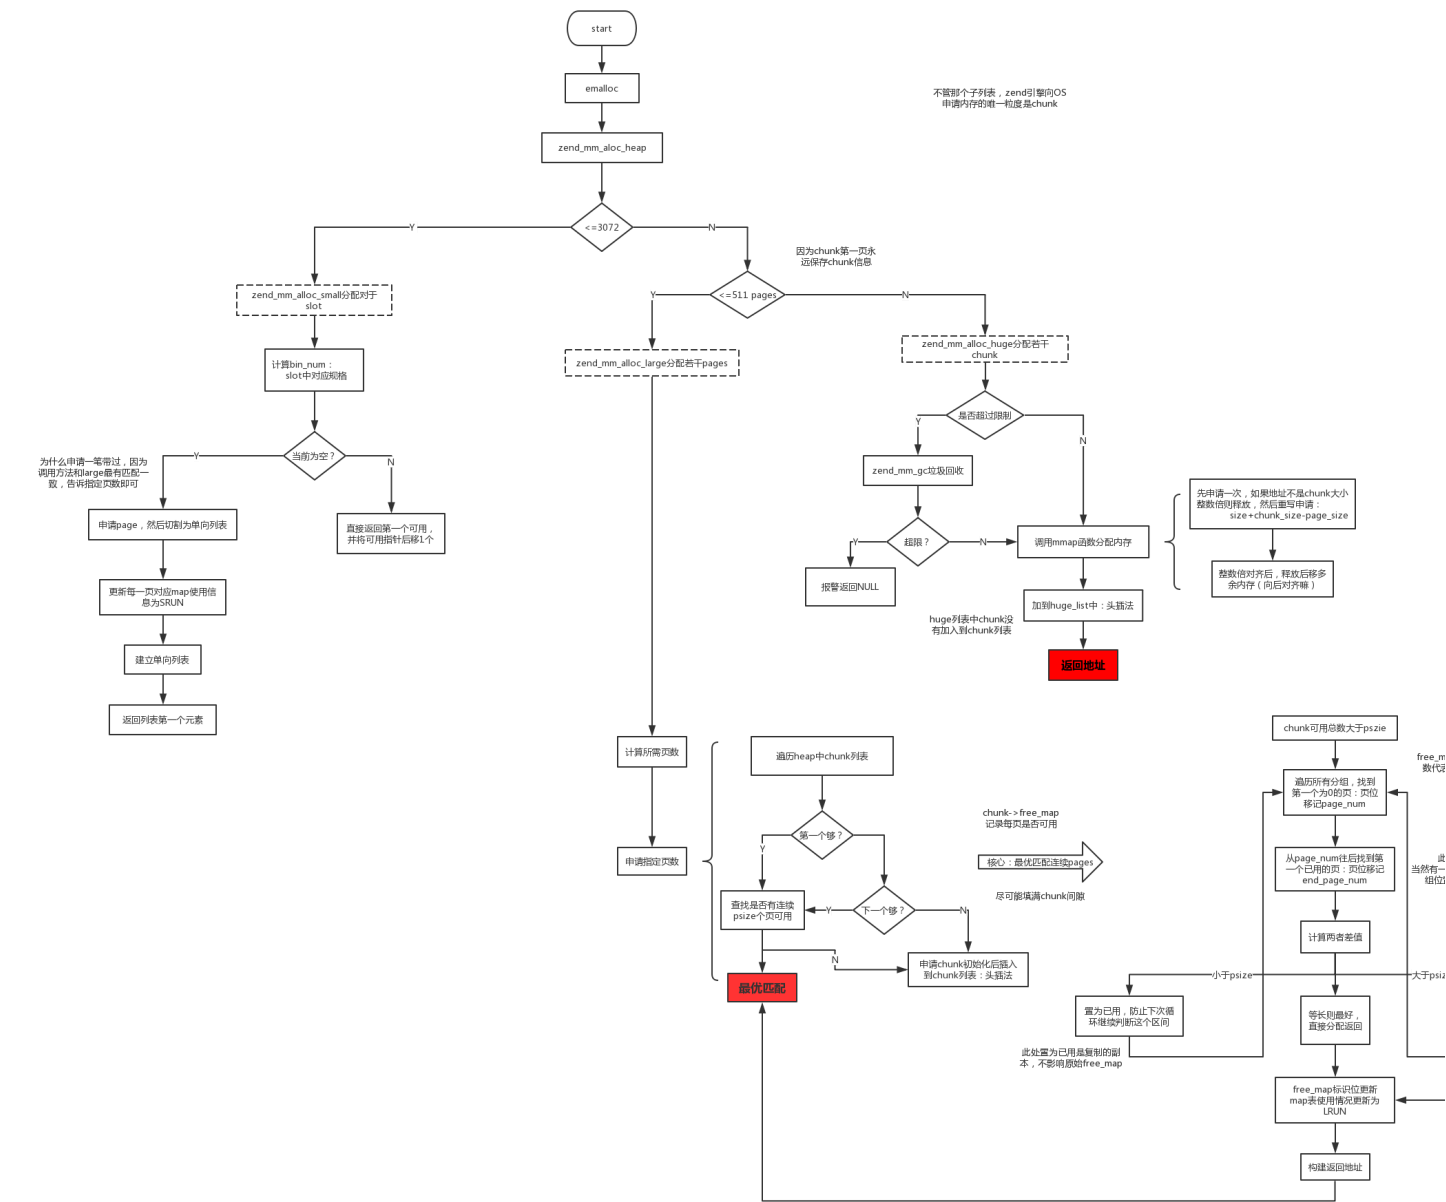 start
emalloc
不管那个子列表，zend引擎向OS
申请内存的唯一粒度是chunk
zend_mm_aloc_heap
<=3072
Y
N
因为chunk第一页永
远保存chunk信息
zend_mm_alloc_small分配对于
slot
<=511 pages
Y
N
zend_mm_alloc_large分配若干pages
zend_mm_alloc_huge分配若干
chunk
计算bin_num：
slot中对应规格
是否超过限制
Y
N
当前为空？
Y
N
为什么申请一笔带过，因为
调用方法和large最有匹配一
致，告诉指定页数即可
zend_mm_gc垃圾回收
先申请一次，如果地址不是chunk大小
整数倍则释放，然后重写申请：
size+chunk_size-page_size
申请page，然后切割为单向列表
直接返回第一个可用，
并将可用指针后移1个
超限？
Y
N
调用mmap函数分配内存
报警返回NULL
整数倍对齐后，释放后移多
余内存（向后对齐嘛）
更新每一页对应map使用信
息为SRUN
加到huge_list中：头插法
huge列表中chunk没
有加入到chunk列表
建立单向列表
返回地址
返回列表第一个元素
计算所需页数
遍历heap中chunk列表
chunk可用总数大于pszie
free_m
数代表
遍历所有分组，找到
第一个为0的页：页位
移记page_num
chunk->free_map
记录每页是否可用
第一个够？
Y
申请指定页数
核心：最优匹配连续pages
从page_num往后找到第
一个已用的页：页位移记
end_page_num
此
当然有一
组位置
尽可能填满chunk间隙
查找是否有连续
psize个页可用
Y
下一个够？
N
计算两者差值
N
申请chunk初始化后插入
到chunk列表：头插法
小于psize
大于psiz
最优匹配
置为已用，防止下次循
环继续判断这个区间
等长则最好，
直接分配返回
此处置为已用是复制的副
本，不影响原始free_map
free_map标识位更新
map表使用情况更新为
LRUN
构建返回地址